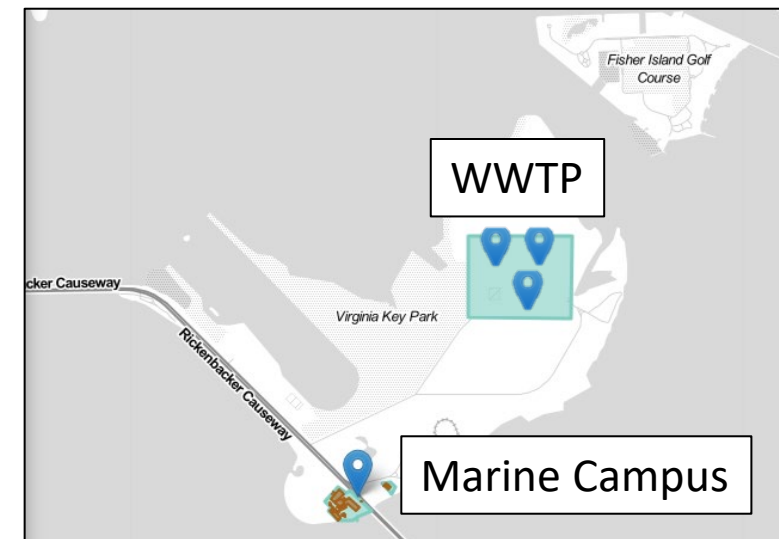 Fisher Island Golf
Course
WWTP
cker Causeway
Virginia Key Park
Rickenbacker Causeway
Marine Campus